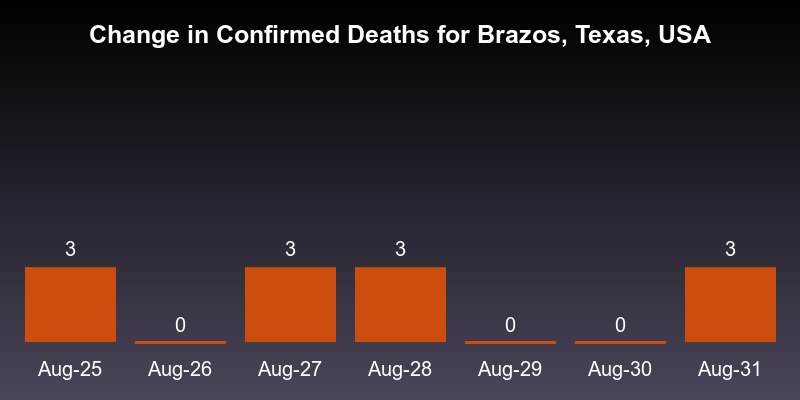 Change in Confirmed Deaths for Brazos, Texas, USA
3 0 3 3 0 0 3
Aug-25 Aug-26 Aug-27 Aug-28 Aug-29 Aug-30 Aug-31